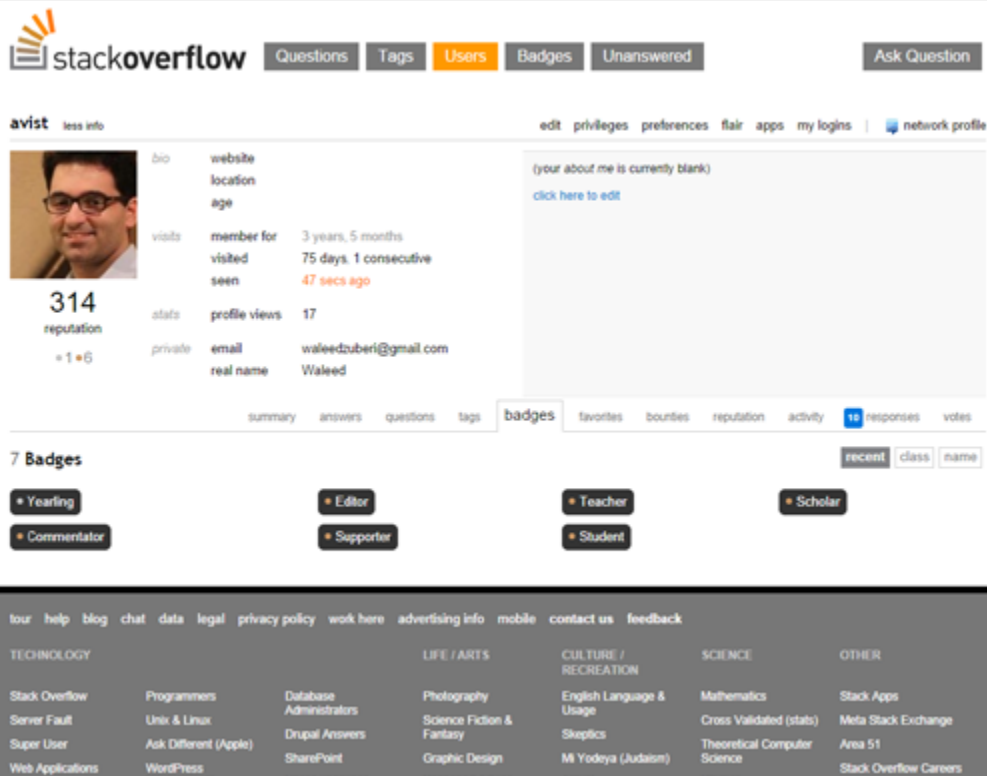 stackoverflow Questions Tags Users Badges Unanswered Ask Question
avist less info edit privileges preferences flair apps my logins | network profile
bio website
location
age
(your about me is currently blank)
click here to edit
visits member for 3 years, 5 months
visited 75 days, 1 consecutive
seen 47 secs ago
314
reputation
1 6
stats profile views 17
private email waleedzuberi@gmail.com
real name Waleed
summary answers questions tags badges favorites bounties reputation activity 10 responses votes
7 Badges recent class name
Yearling Editor Teacher Scholar
Commentator Supporter Student
tour help blog chat data legal privacy policy work here advertising info mobile contact us feedback
TECHNOLOGY LIFE / ARTS CULTURE / RECREATION SCIENCE OTHER
Stack Overflow Programmers Database Administrators Photography English Language & Usage Mathematics Stack Apps
Server Fault Unix & Linux Drupal Answers Science Fiction & Fantasy Skeptics Cross Validated (stats) Meta Stack Exchange
Super User Ask Different (Apple) SharePoint Graphic Design Mi Yodeya (Judaism) Theoretical Computer Science Area 51
Web Applications WordPress Stack Overflow Careers